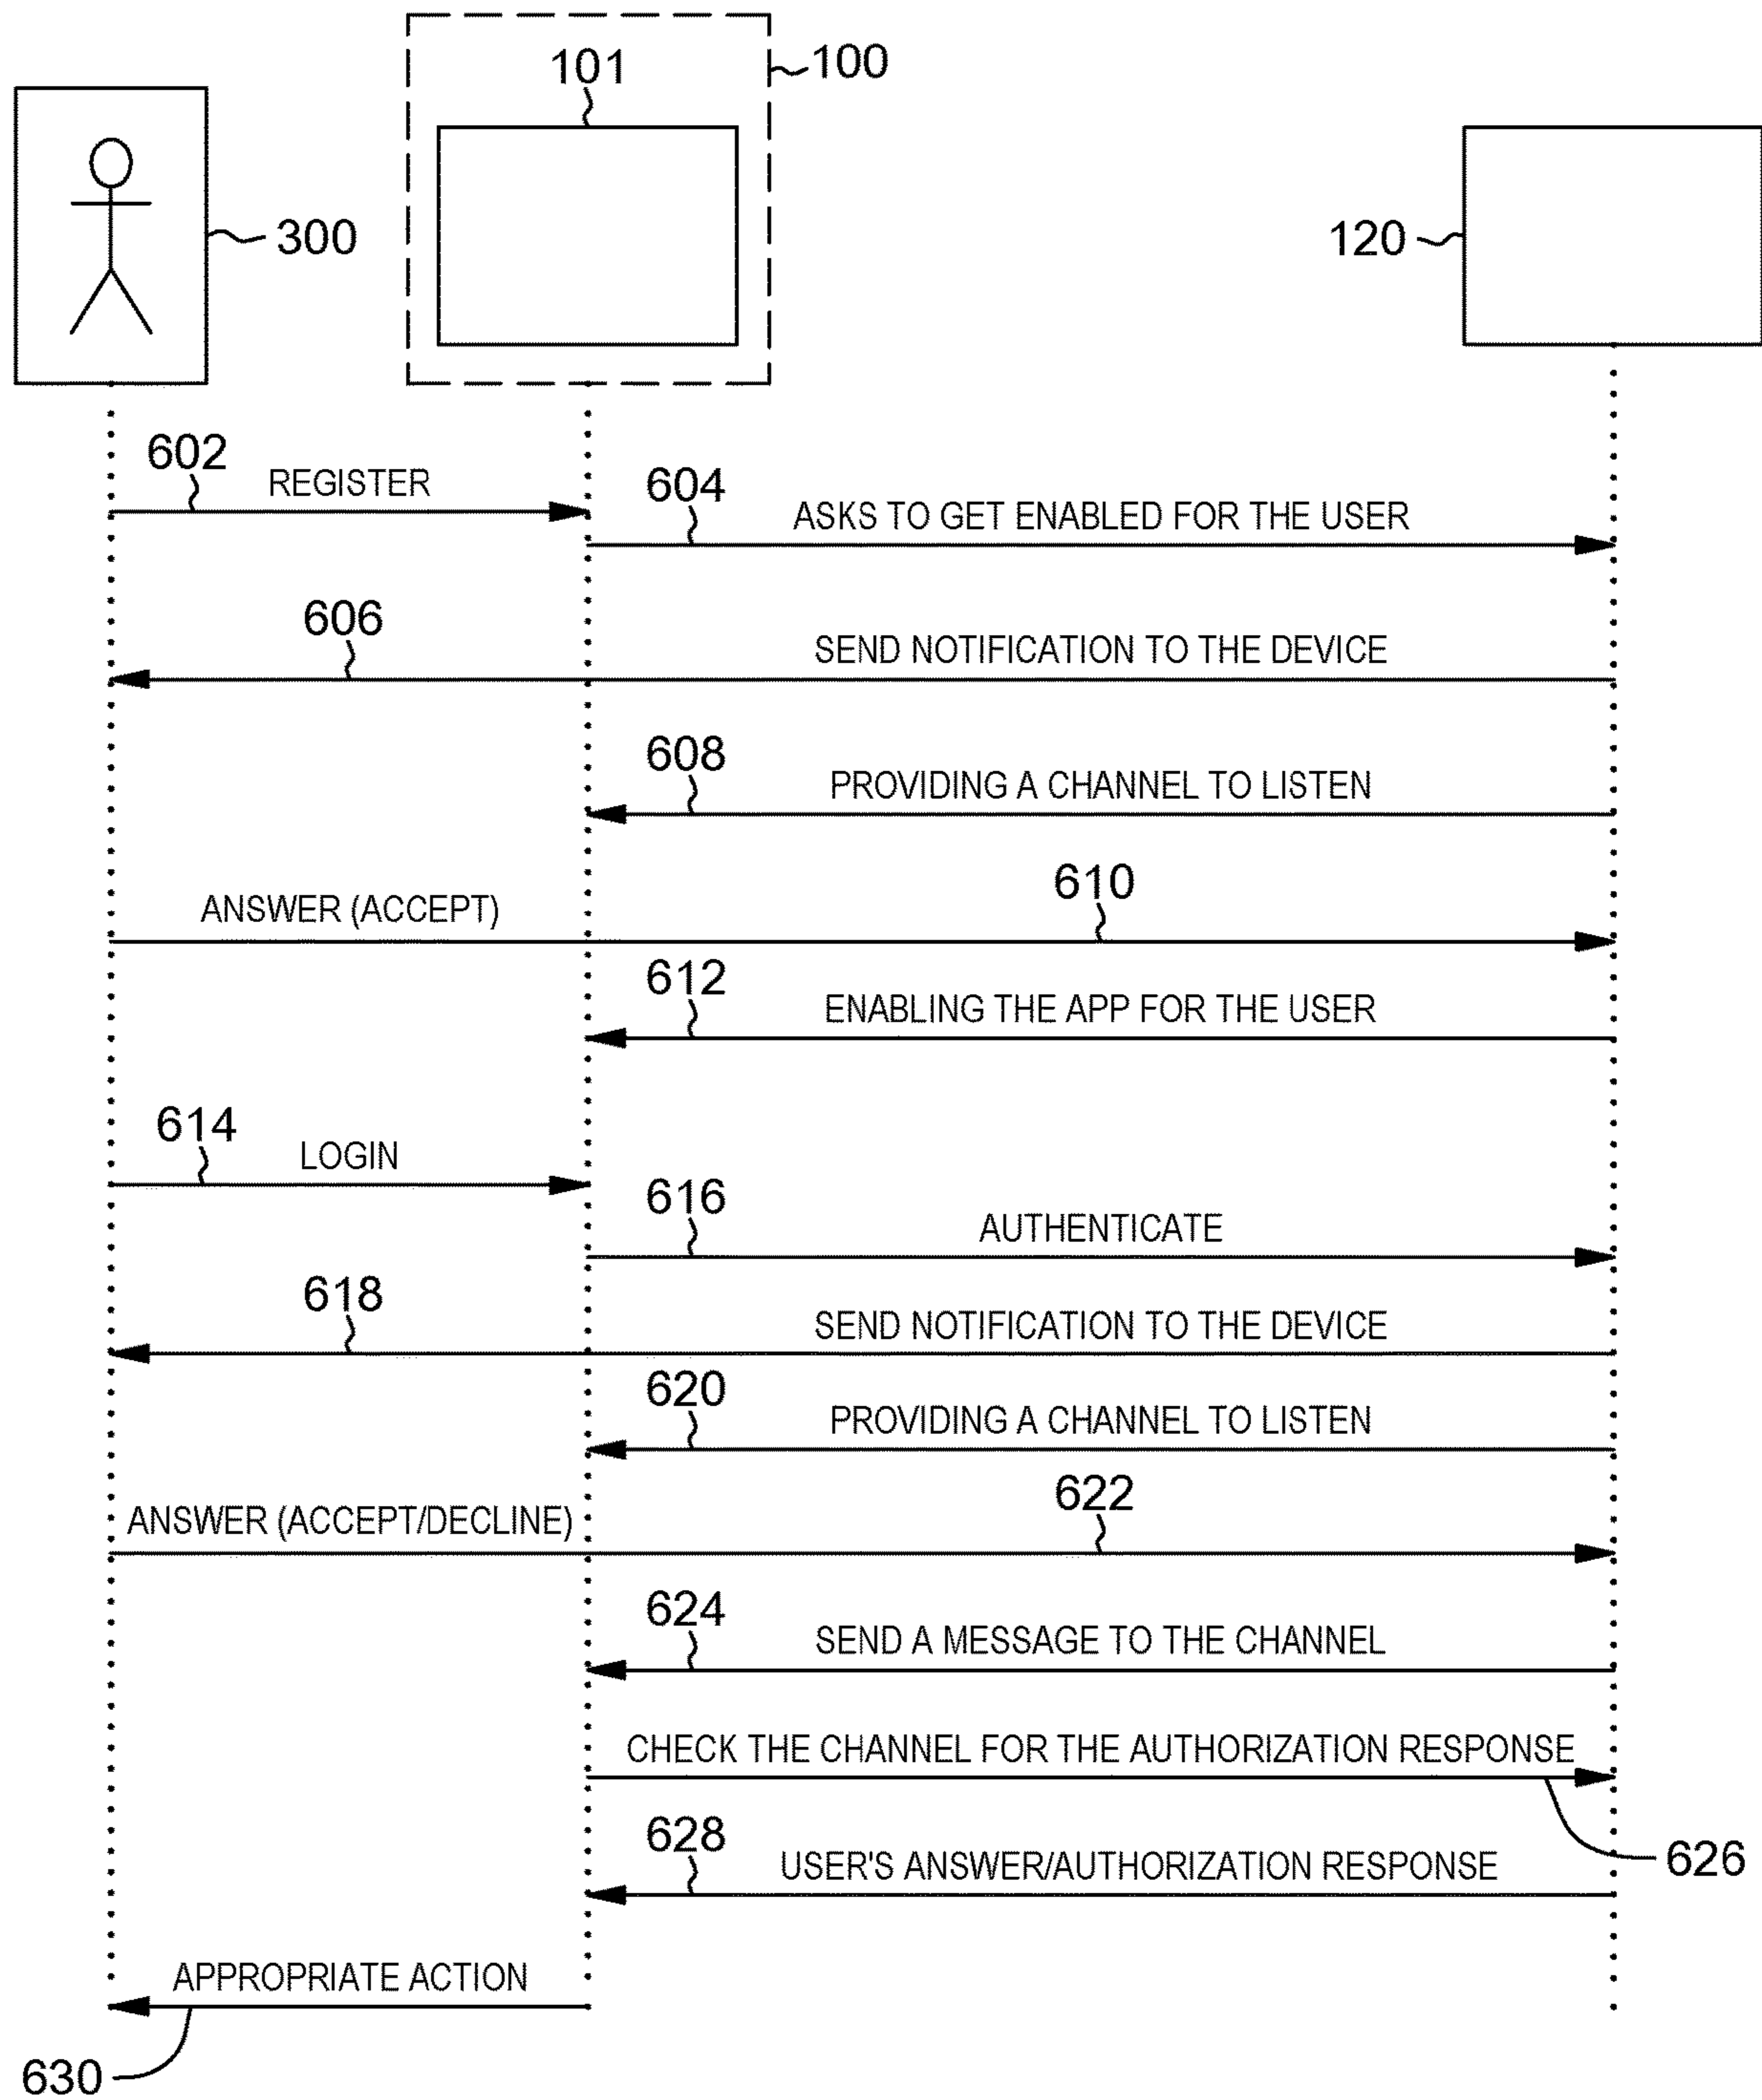 101
100
300
120
602
REGISTER
604
ASKS TO GET ENABLED FOR THE USER
606
SEND NOTIFICATION TO THE DEVICE
608
PROVIDING A CHANNEL TO LISTEN
ANSWER (ACCEPT)
610
612
ENABLING THE APP FOR THE USER
614
LOGIN
616
AUTHENTICATE
618
SEND NOTIFICATION TO THE DEVICE
620
PROVIDING A CHANNEL TO LISTEN
ANSWER (ACCEPT/DECLINE)
622
624
SEND A MESSAGE TO THE CHANNEL
CHECK THE CHANNEL FOR THE AUTHORIZATION RESPONSE
626
628
USER'S ANSWER/AUTHORIZATION RESPONSE
APPROPRIATE ACTION
630